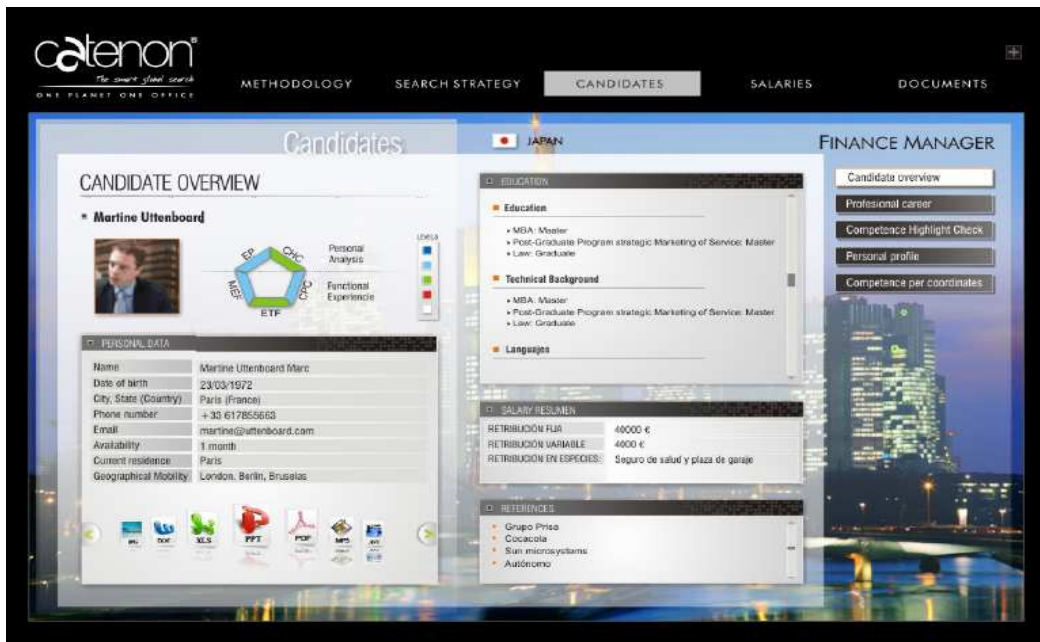 catenon®
The smart global search
ONE PLANET ONE OFFICE
METHODOLOGY
SEARCH STRATEGY
CANDIDATES
SALARIES
DOCUMENTS
Candidates
JAPAN
FINANCE MANAGER
CANDIDATE OVERVIEW
Martine Uttenboard
EP
CHC
CPC
ETF
MEF
Personal
Analysis
Functional
Experiencie
LEVELS
PERSONAL DATA
Name Martine Uttenboard Marc
Date of birth 23/03/1972
City, State (Country) Paris (France)
Phone number +33 617855663
Email martine@uttenboard.com
Availability 1 month
Current residence Paris
Geographical Mobility London, Berlin, Bruselas
JPG DOC XLS PPT PDF MP3 AVI
EDUCATION
Education
MBA: Master
Post-Graduate Program strategic Marketing of Service: Master
Law: Graduate
Technical Background
MBA: Master
Post-Graduate Program strategic Marketing of Service: Master
Law: Graduate
Languajes
SALARY RESUMEN
RETRIBUCIÓN FIJA 40000 €
RETRIBUCIÓN VARIABLE 4000 €
RETRIBUCIÓN EN ESPECIES: Seguro de salud y plaza de garaje
REFERENCES
Grupo Prisa
Cocacola
Sun microsystems
Autónomo
Candidate overview
Profesional career
Competence Highlight Check
Personal profile
Competence per coordinates